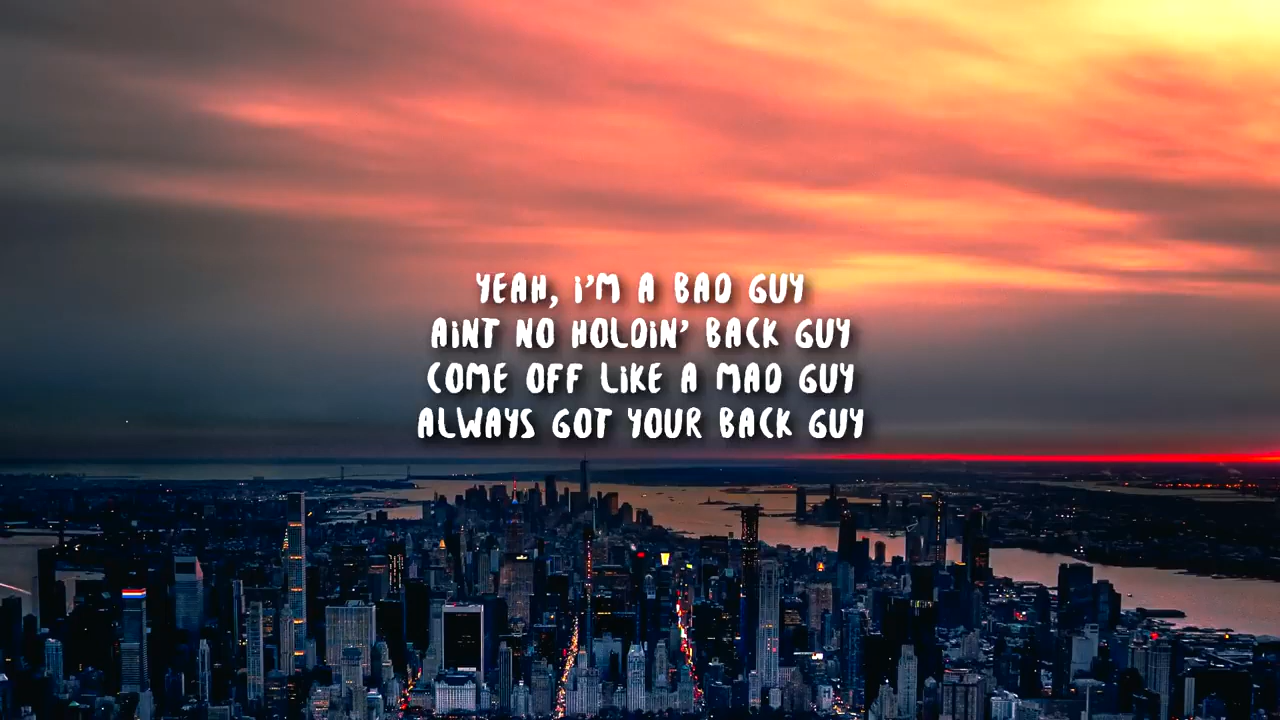 YEAH, i'M A BAD GUY
AiNT NO HOLDiN' BACK GUY
COME OFF LiKE A MAD GUY
ALWAYS GOT YOUR BACK GUY